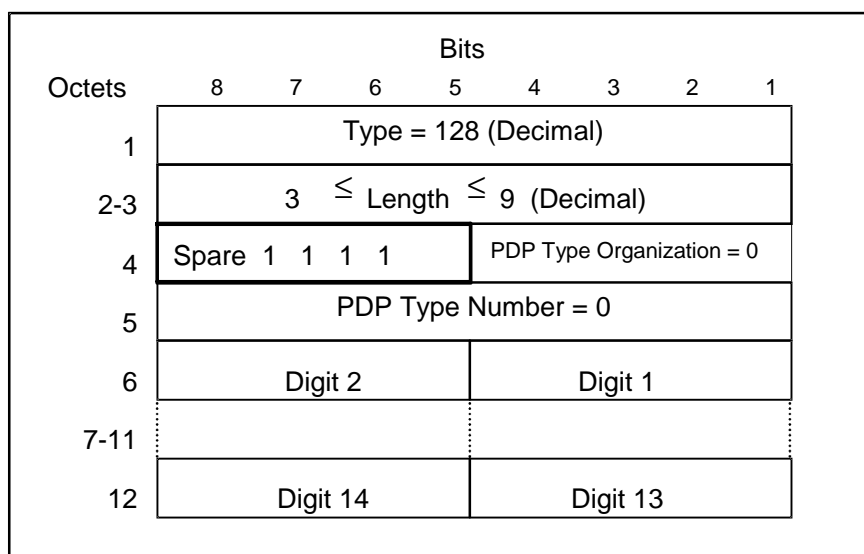 Bits
Octets 8 7 6 5 4 3 2 1
1 Type = 128 (Decimal)
2-3 3 ≤ Length ≤ 9 (Decimal)
4 Spare 1 1 1 1 PDP Type Organization = 0
5 PDP Type Number = 0
6 Digit 2 Digit 1
7-11
12 Digit 14 Digit 13